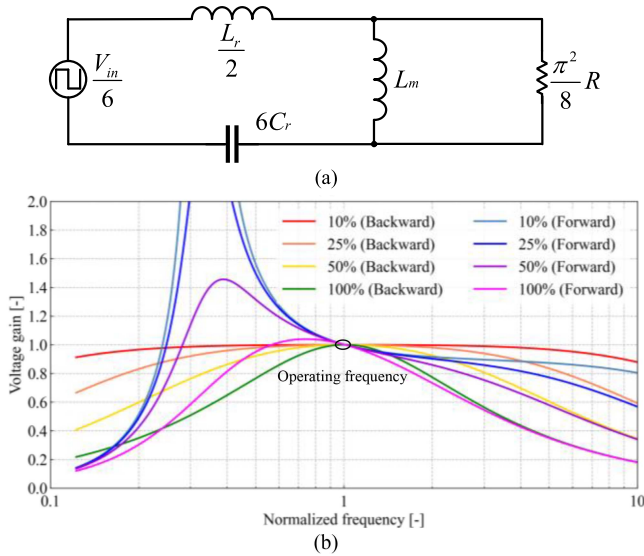 V_in/6
L_r/2
L_m
6C_r
π²/8 R
(a)
Voltage gain [-]
2.0
1.8
1.6
1.4
1.2
1.0
0.8
0.6
0.4
0.2
0.0
10% (Backward)
25% (Backward)
50% (Backward)
100% (Backward)
10% (Forward)
25% (Forward)
50% (Forward)
100% (Forward)
Operating frequency
0.1
1
10
Normalized frequency [-]
(b)